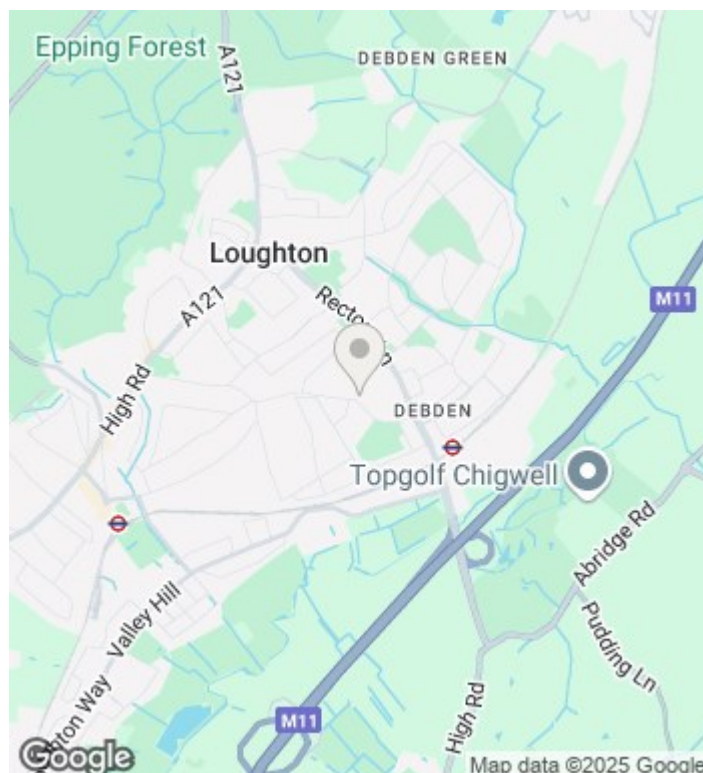 Epping Forest
A121
DEBDEN GREEN
Loughton
M11
A121
High Rd
DEBDEN
Topgolf Chigwell
Abridge Rd
Valley Hill
Pudding Ln
M11
High Rd
Google
Map data ©2025 Google